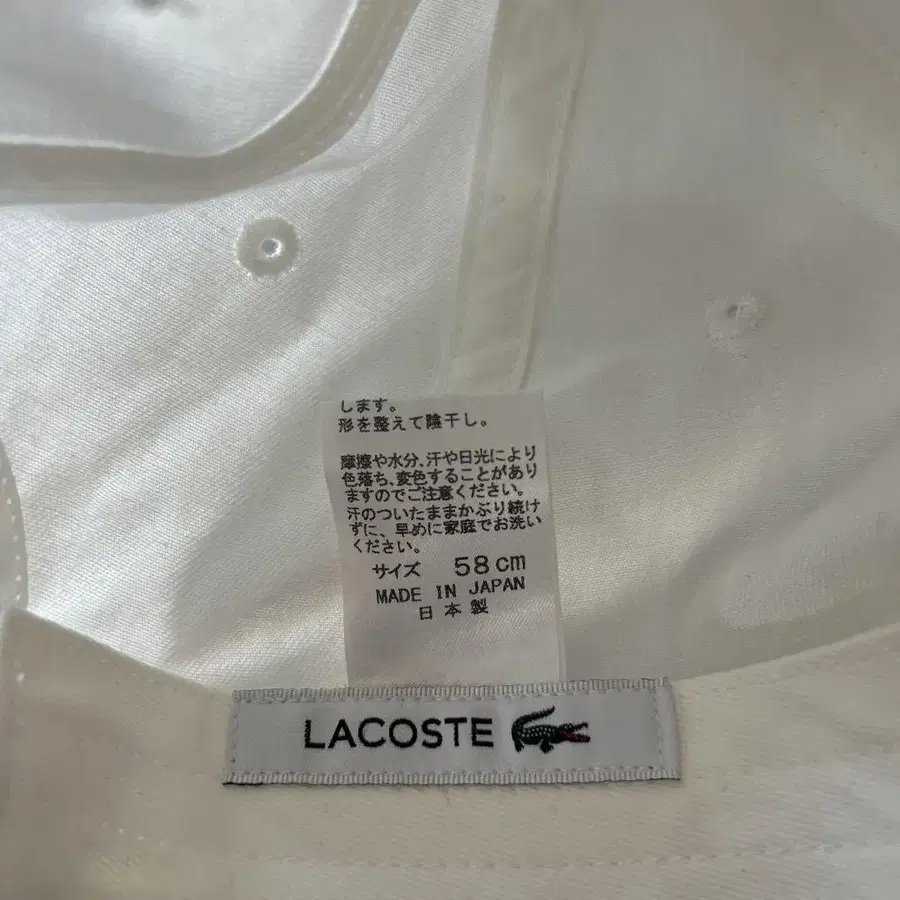 します。
形を整えて陰干し。
摩擦や水分、汗や日光により
色落ち、変色することがあり
ますのでご注意ください。
汗のついたままかぶり続け
ずに、早めに家庭でお洗い
ください。
サイズ 58cm
MADE IN JAPAN
日本製
LACOSTE